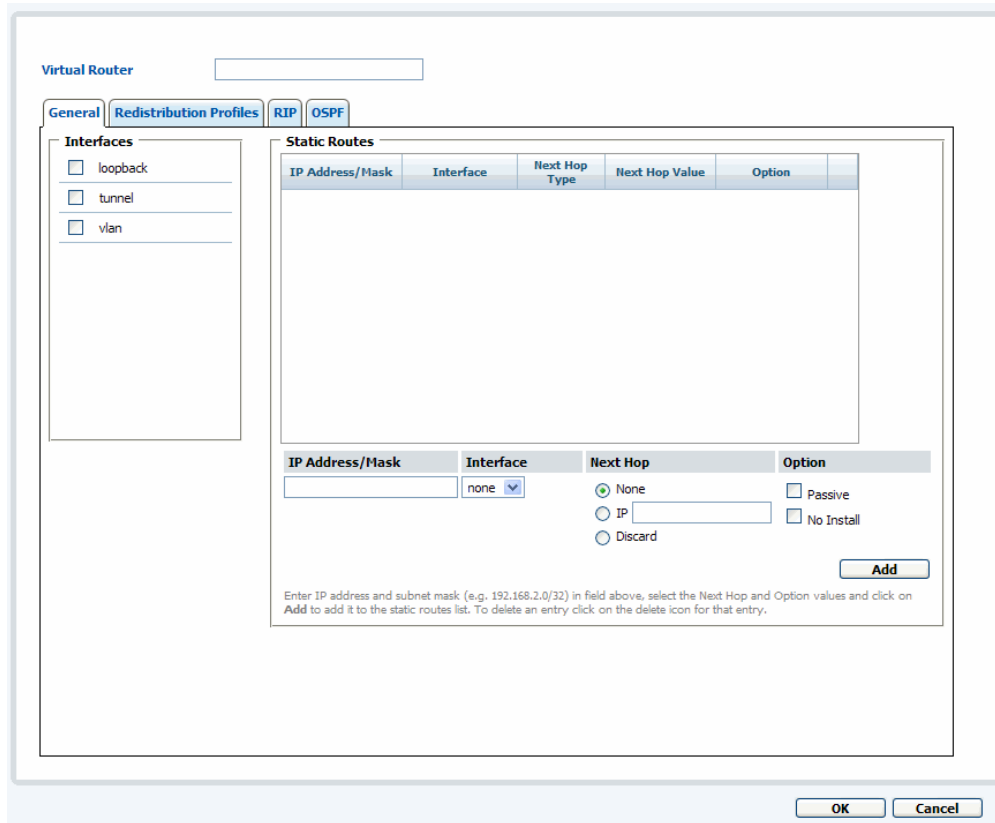 Virtual Router
General Redistribution Profiles RIP OSPF
Interfaces
loopback
tunnel
vlan
Static Routes
IP Address/Mask Interface Next Hop Type Next Hop Value Option
IP Address/Mask Interface Next Hop Option
none
None
IP
Discard
Passive
No Install
Add
Enter IP address and subnet mask (e.g. 192.168.2.0/32) in field above, select the Next Hop and Option values and click on
Add to add it to the static routes list. To delete an entry click on the delete icon for that entry.
OK Cancel